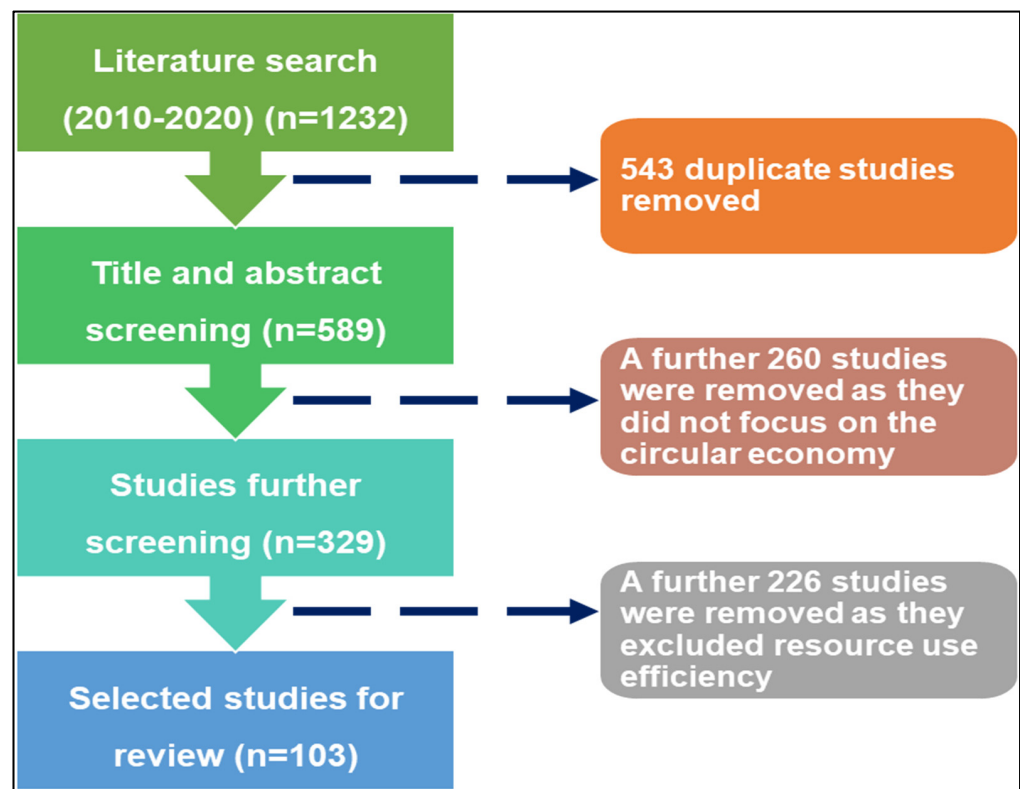 Literature search
(2010-2020) (n=1232)
543 duplicate studies
removed
Title and abstract
screening (n=589)
A further 260 studies
were removed as they
did not focus on the
circular economy
Studies further
screening (n=329)
A further 226 studies
were removed as they
excluded resource use
efficiency
Selected studies for
review (n=103)